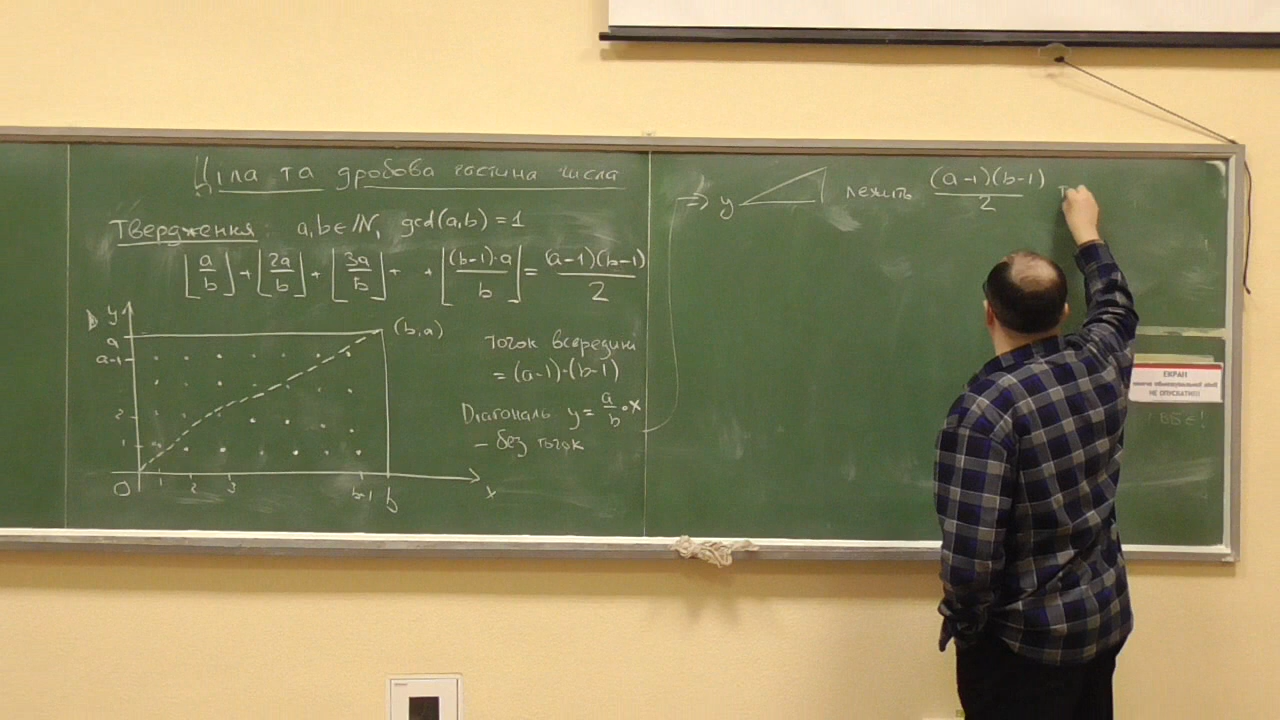 Ціла та дробова частина числа
Твердження: a, b ∈ ℕ, gcd(a,b) = 1
⌊a/b⌋ + ⌊2a/b⌋ + ⌊3a/b⌋ + … + ⌊(b-1)·a/b⌋ = (a-1)(b-1)/2
y
a
a-1
2
1
0 1 2 3 b-1 b x
(b,a)
точок всередині
= (a-1)·(b-1)
Діагональ y = a/b · x
– без точок
⇒ у лежить (a-1)(b-1)/2 т
ЕКРАН
НЕ ОПУСКАТИ!!!